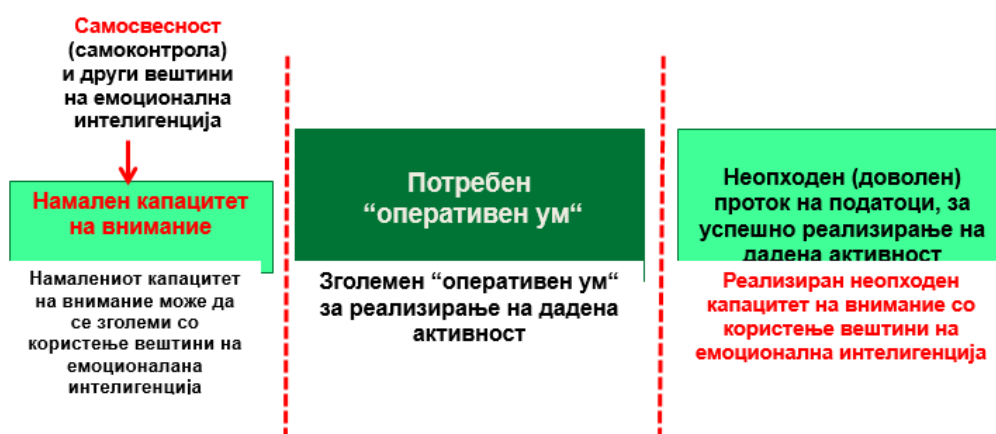 Самосвесност
(самоконтрола)
и други вештини
на емоционална
интелигенција
Намален капацитет
на внимание
Намалениот капацитет
на внимание може да
се зголеми со
користење вештини на
емоционалана
интелигенција
Потребен
“оперативен ум“
Зголемен “оперативен ум“
за реализирање на дадена
активност
Неопходен (доволен)
проток на податоци, за
успешно реализирање на
дадена активност
Реализиран неопходен
капацитет на внимание со
користење вештини на
емоционална интелигенција